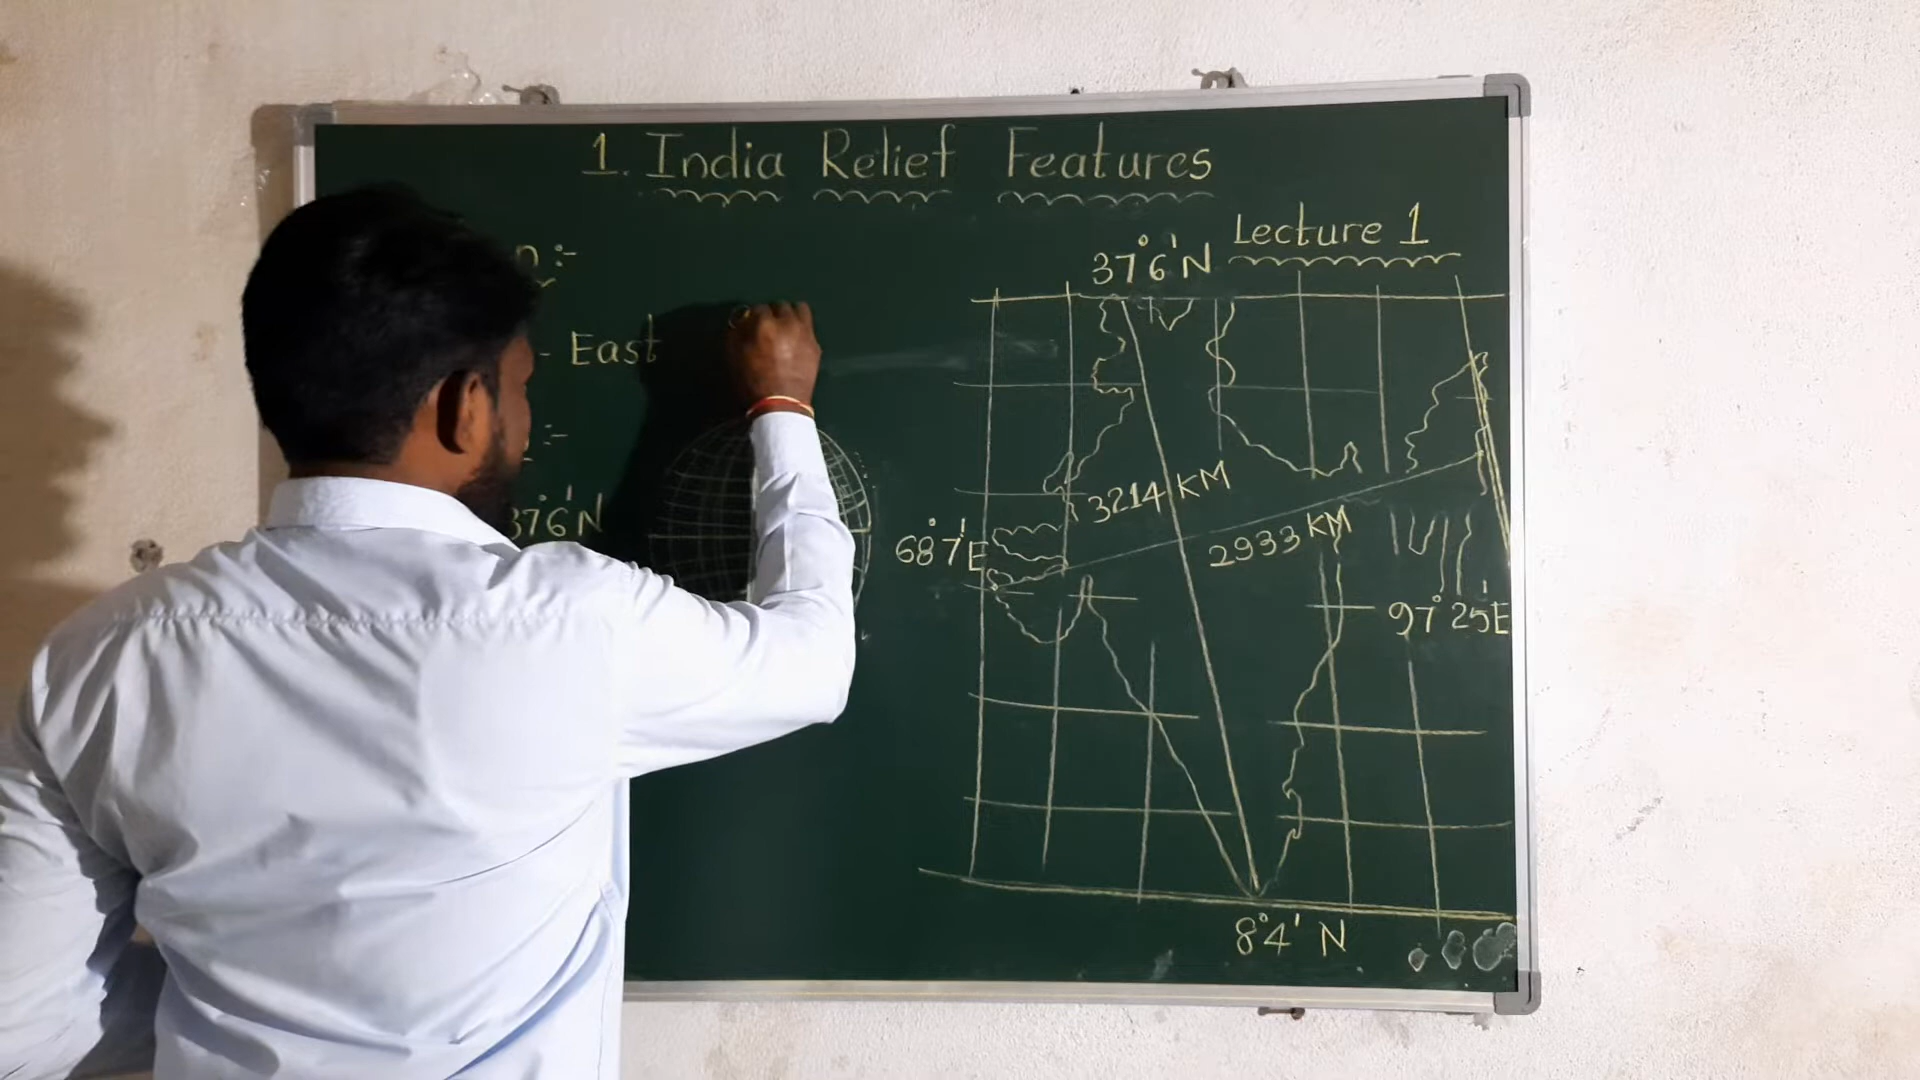 1. India Relief Features
Lecture 1
37°6'N
- East
37°6'N
3214 KM
68°7'E
2933 KM
97°25'E
8°4' N